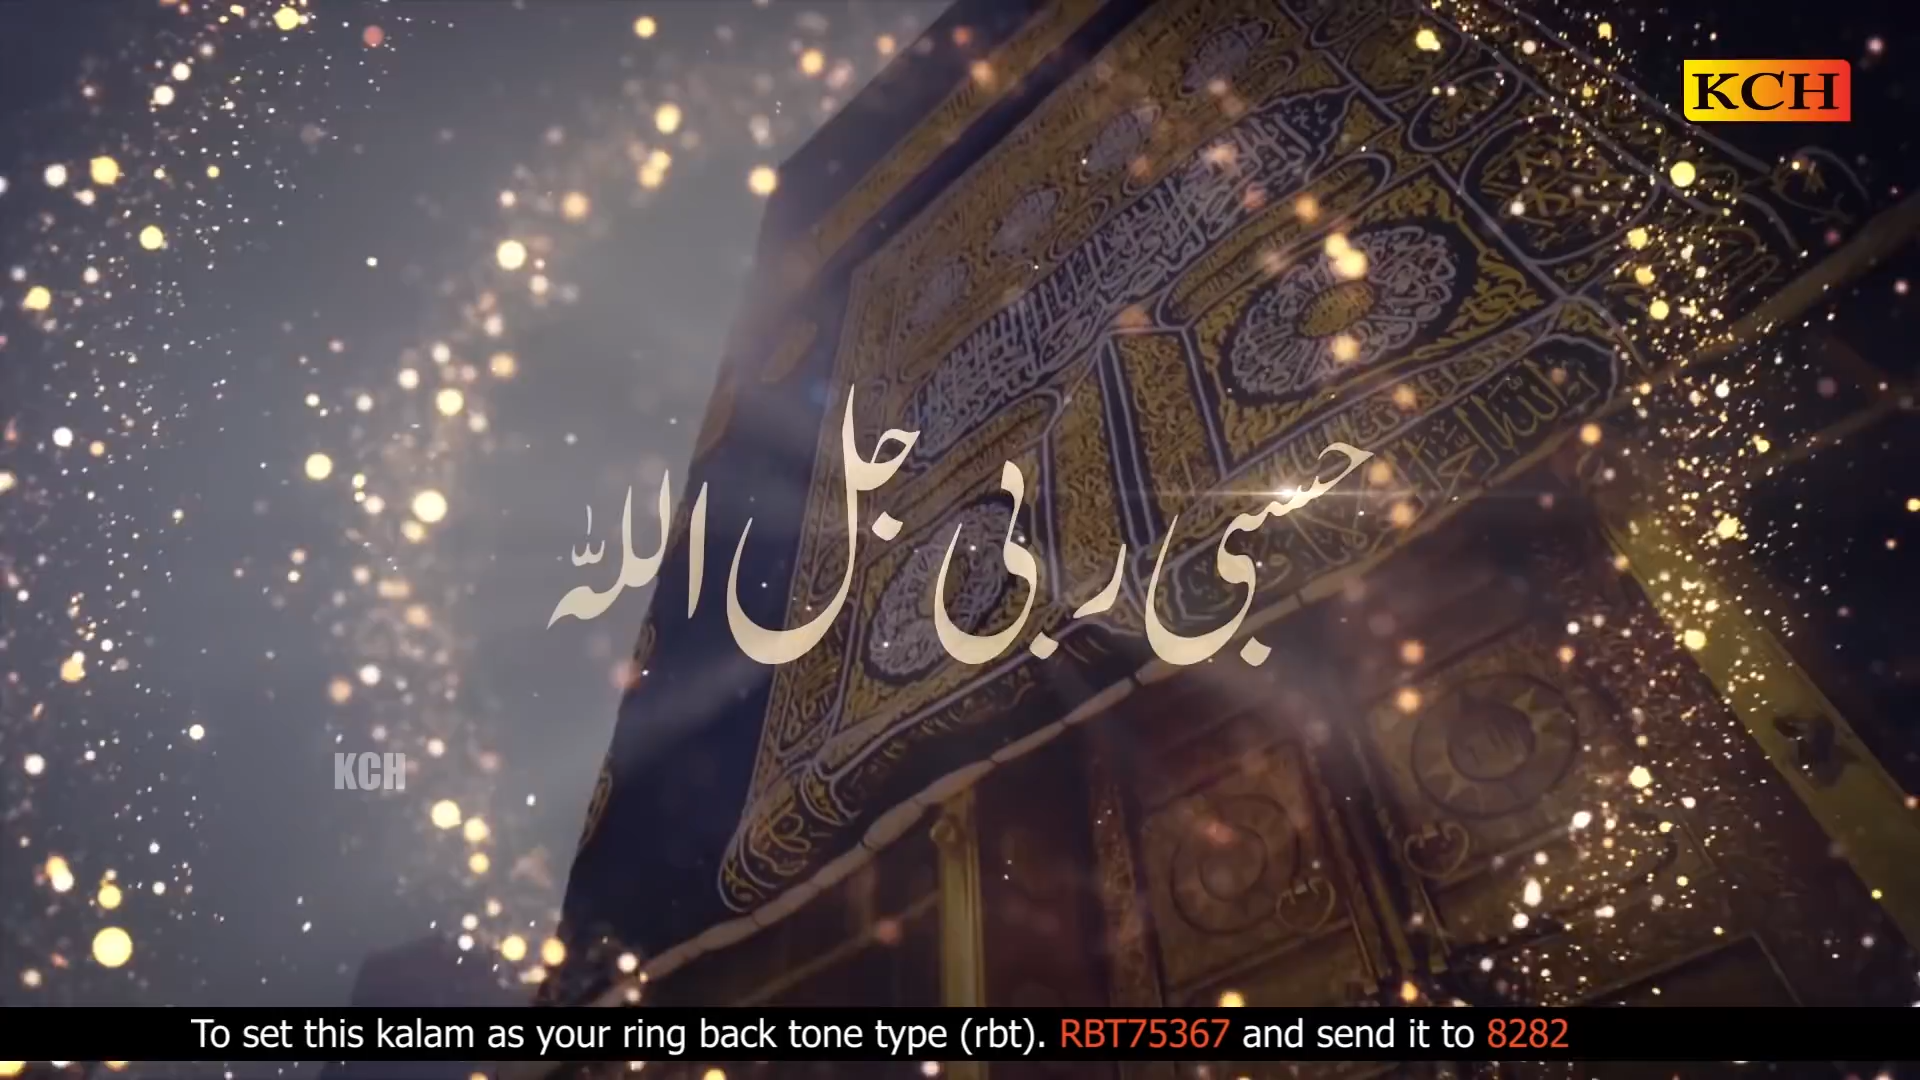 KCH
حسبی ربی جل اللہ
KCH
To set this kalam as your ring back tone type (rbt). RBT75367 and send it to 8282